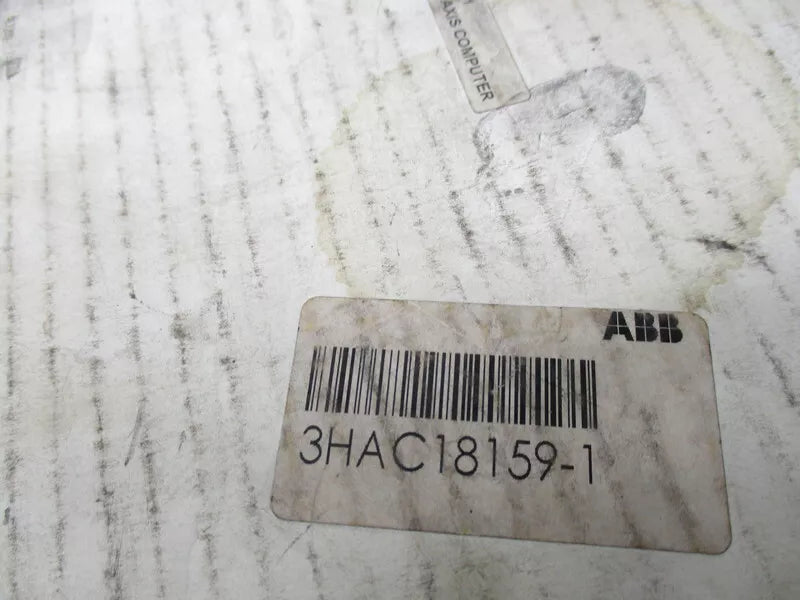 AXIS COMPUTER
ABB
3HAC18159-1